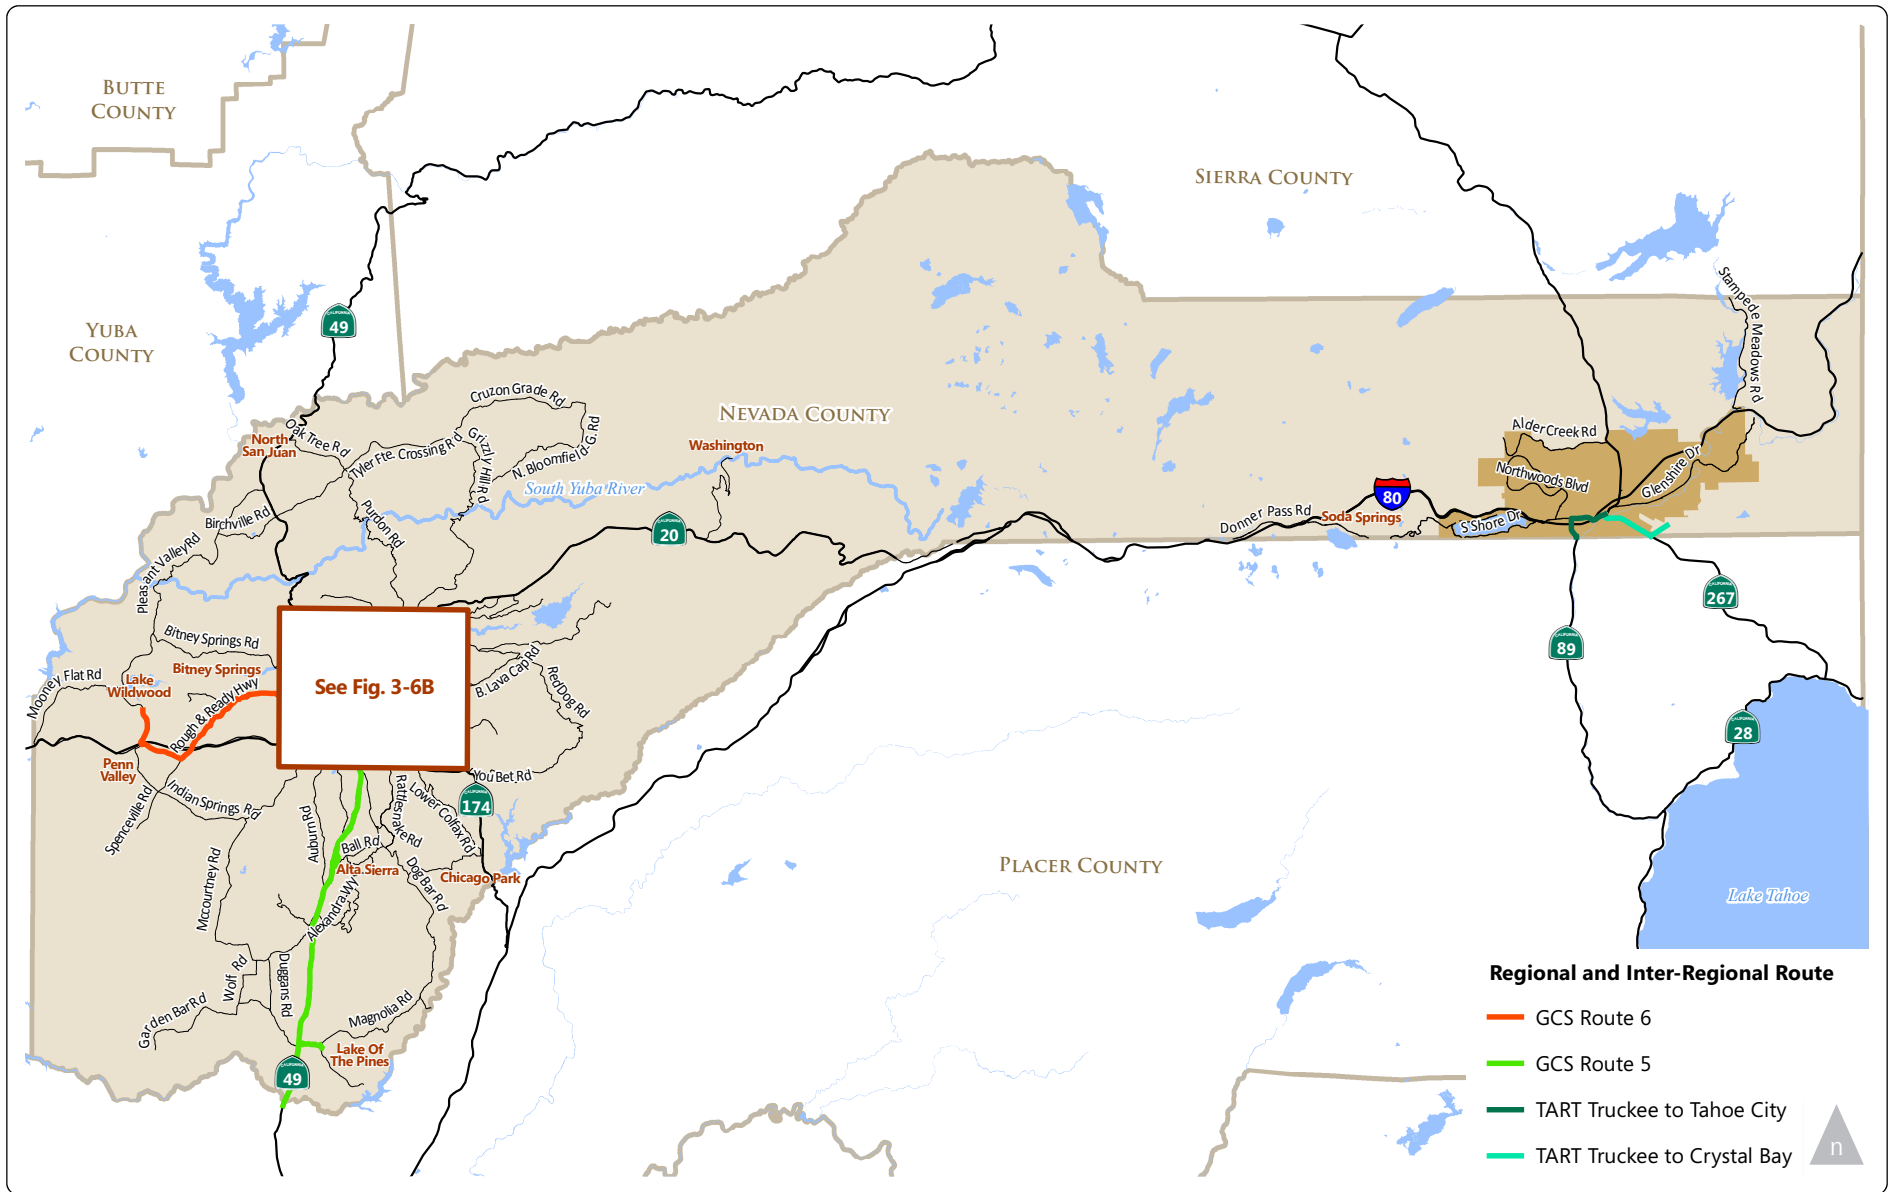 BUTTE
COUNTY
SIERRA COUNTY
YUBA
COUNTY
CALIFORNIA
49
Stampede Meadows Rd
Cruzon Grade Rd
NEVADA COUNTY
North
San Juan
Oak Tree Rd
Tyler Fte. Crossing Rd
Grizzly Hill Rd
N. Bloomfield-G. Rd
Washington
Alder Creek Rd
Northwoods Blvd
Glenshire Dr
South Yuba River
80
Birchville Rd
Purdon Rd
CALIFORNIA
20
Donner Pass Rd
Soda Springs
S Shore Dr
Pleasant Valley Rd
CALIFORNIA
267
Bitney Springs Rd
CALIFORNIA
89
Bitney Springs
Mooney Flat Rd
Lake
Wildwood
Rough & Ready Hwy
See Fig. 3-6B
B. Lava Cap Rd
Red Dog Rd
CALIFORNIA
28
Penn
Valley
You Bet Rd
Indian Springs Rd
Spenceville Rd
Auburn Rd
Rattlesnake Rd
Lower Colfax Rd
CALIFORNIA
174
Ball Rd
Alta Sierra
Dog Bar Rd
Chicago Park
PLACER COUNTY
Mccourtney Rd
Alexandra Wy
Lake Tahoe
Wolf Rd
Duggans Rd
Garden Bar Rd
Magnolia Rd
Lake Of
The Pines
CALIFORNIA
49
Regional and Inter-Regional Route
GCS Route 6
GCS Route 5
TART Truckee to Tahoe City
TART Truckee to Crystal Bay
n